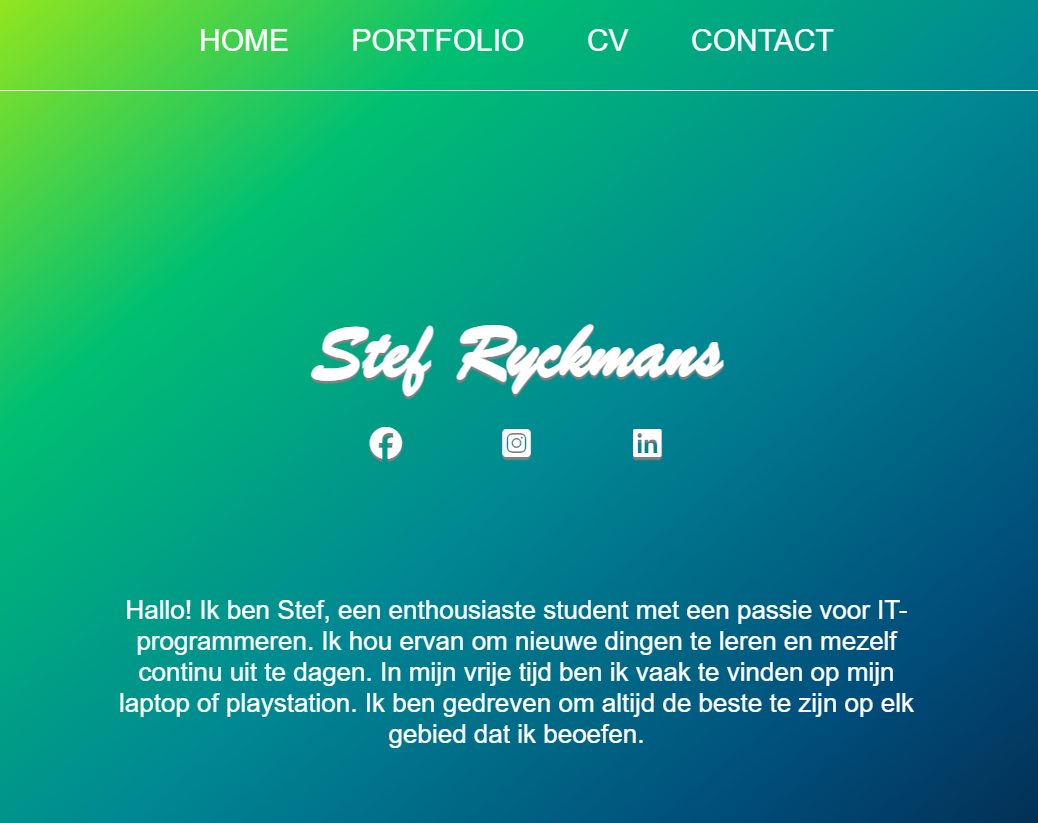 HOME PORTFOLIO CV CONTACT
Stef Ryckmans
Hallo! Ik ben Stef, een enthousiaste student met een passie voor IT-
programmeren. Ik hou ervan om nieuwe dingen te leren en mezelf
continu uit te dagen. In mijn vrije tijd ben ik vaak te vinden op mijn
laptop of playstation. Ik ben gedreven om altijd de beste te zijn op elk
gebied dat ik beoefen.